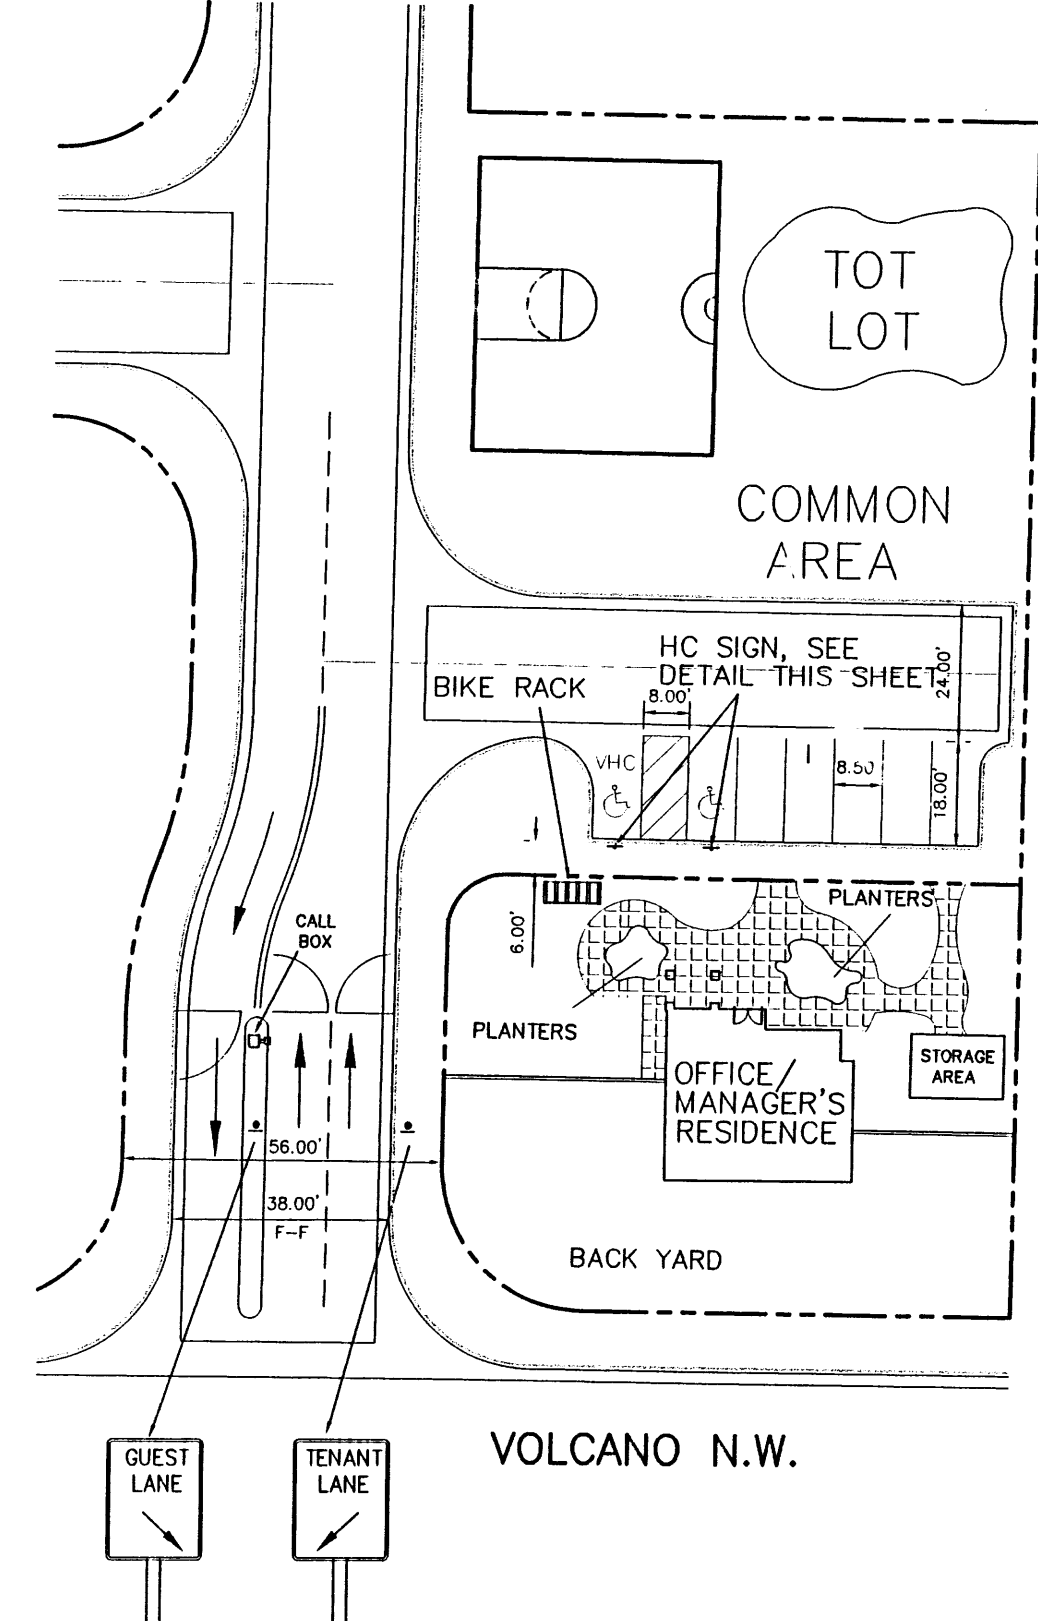 TOT
LOT
COMMON
AREA
HC SIGN, SEE
DETAIL THIS SHEET
24.00'
BIKE RACK
8.00'
VHC
8.50
18.00'
PLANTERS
6.00'
CALL
BOX
PLANTERS
STORAGE
AREA
OFFICE/
MANAGER'S
RESIDENCE
56.00'
38.00'
F-F
BACK YARD
VOLCANO N.W.
GUEST
LANE
TENANT
LANE